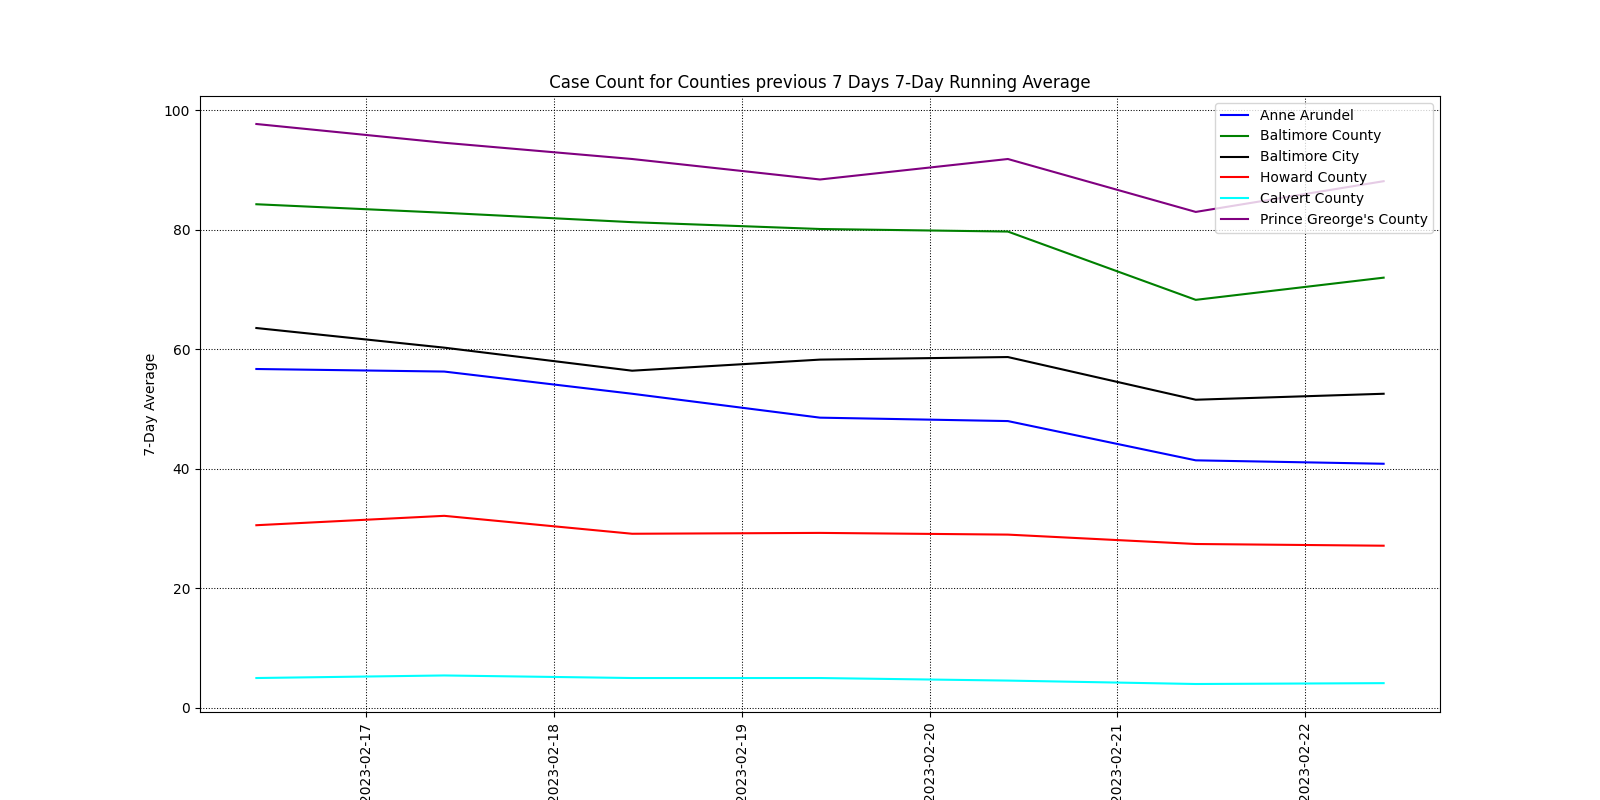 Case Count for Counties previous 7 Days 7-Day Running Average
100
80
60
40
20
0
7-Day Average
Anne Arundel
Baltimore County
Baltimore City
Howard County
Calvert County
Prince Greorge's County
2023-02-17
2023-02-18
2023-02-19
2023-02-20
2023-02-21
2023-02-22